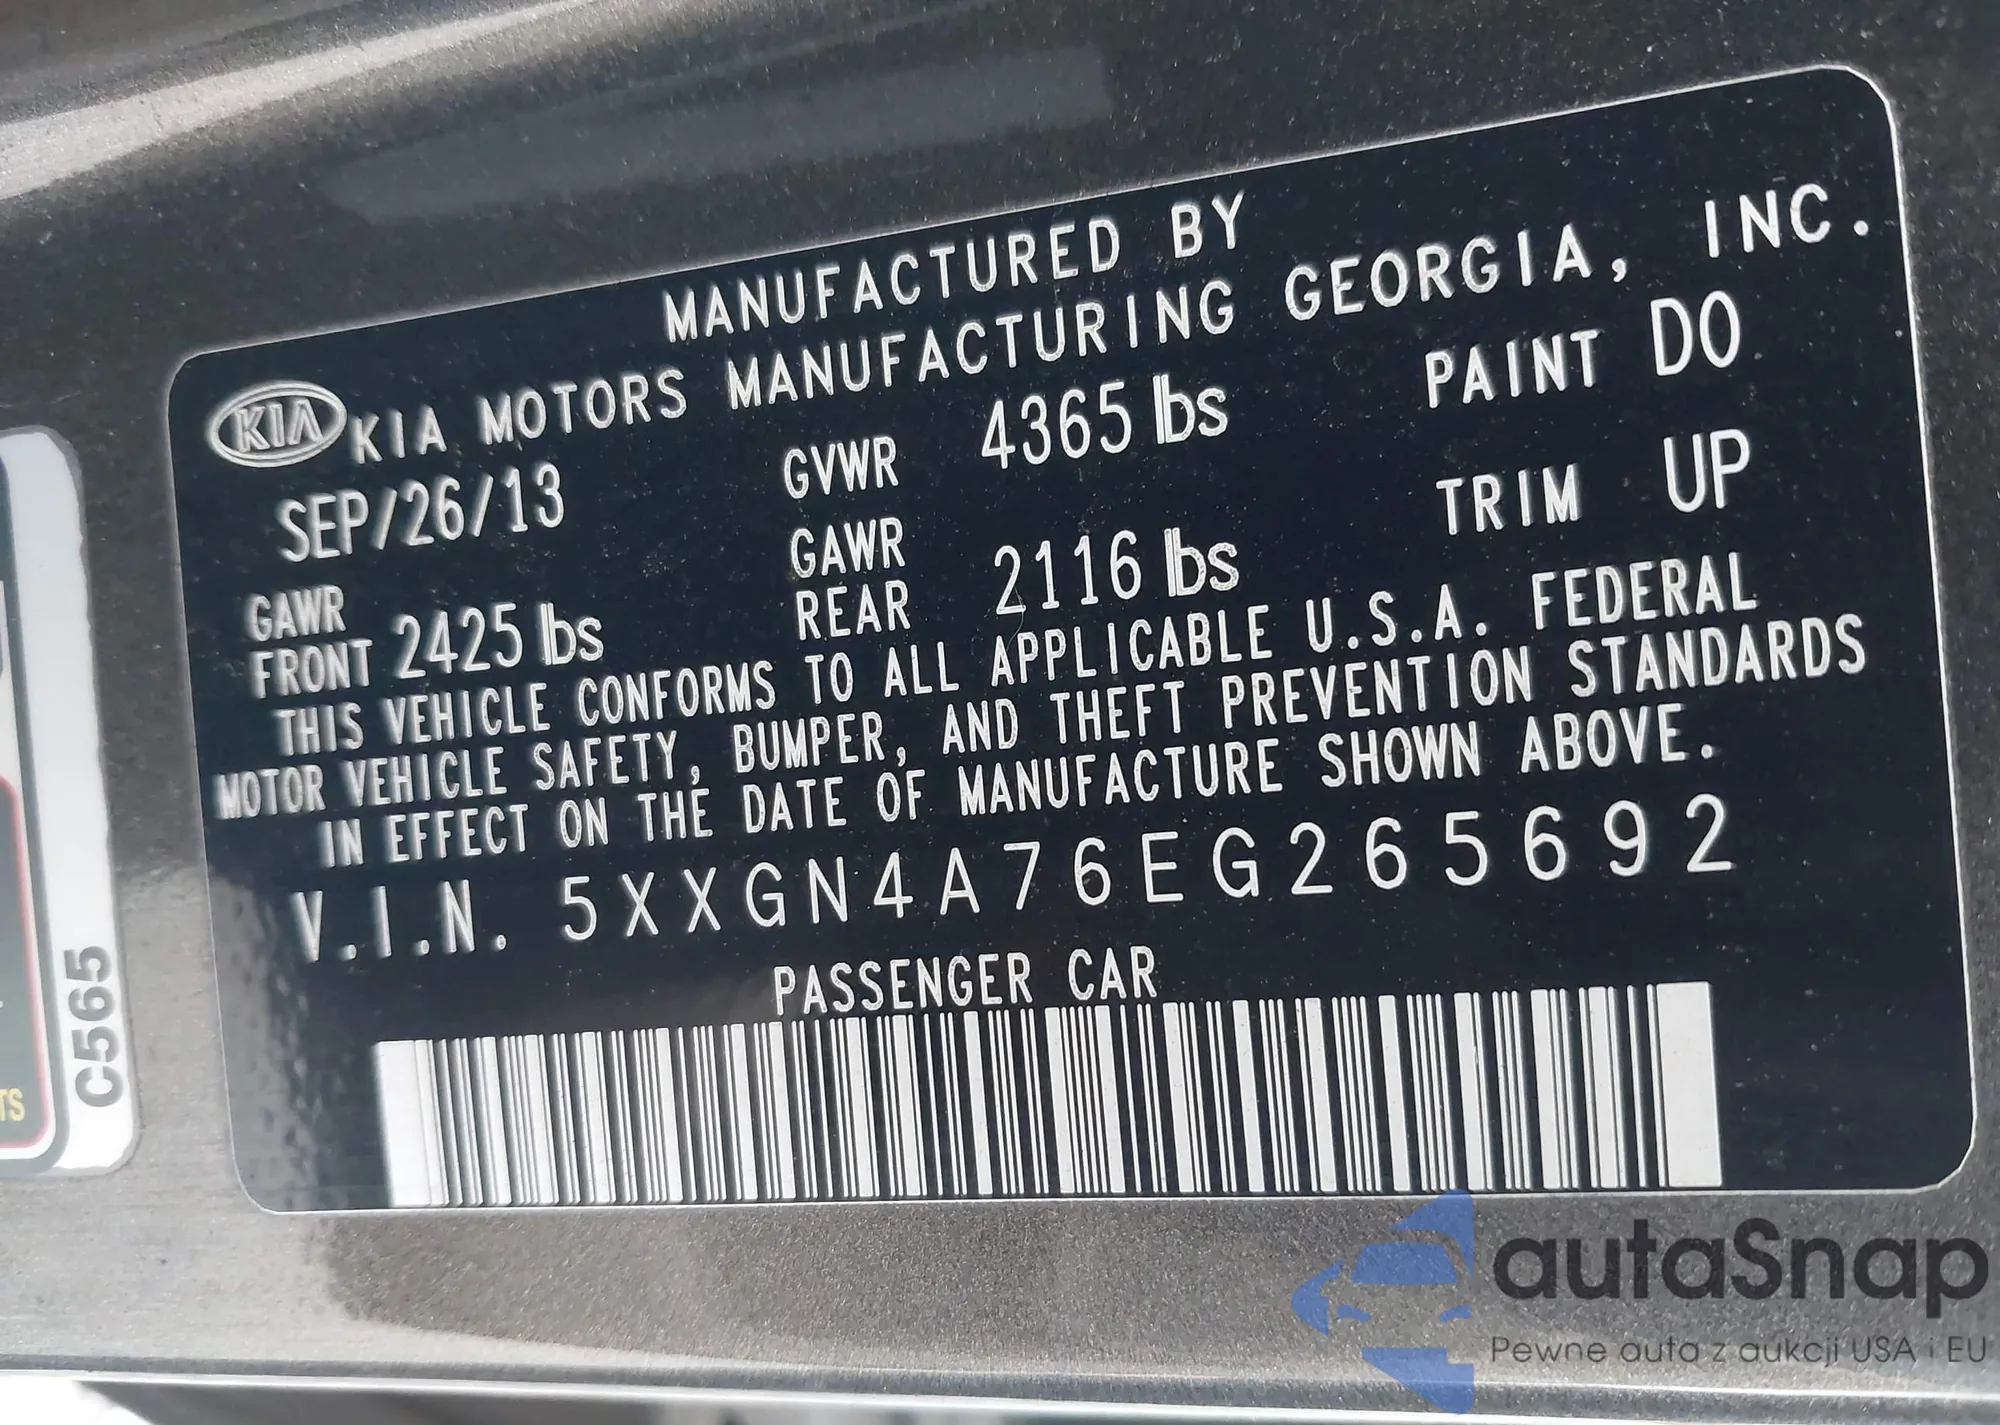 MANUFACTURED BY
KIA KIA MOTORS MANUFACTURING GEORGIA, INC.
SEP/26/13 GVWR 4365 lbs PAINT D0
GAWR FRONT 2425 lbs GAWR REAR 2116 lbs TRIM UP
THIS VEHICLE CONFORMS TO ALL APPLICABLE U.S.A. FEDERAL
MOTOR VEHICLE SAFETY, BUMPER, AND THEFT PREVENTION STANDARDS
IN EFFECT ON THE DATE OF MANUFACTURE SHOWN ABOVE.
V.I.N. 5XXGN4A76EG265692
PASSENGER CAR
C565
TS
autaSnap
Pewne auta z aukcji USA i EU